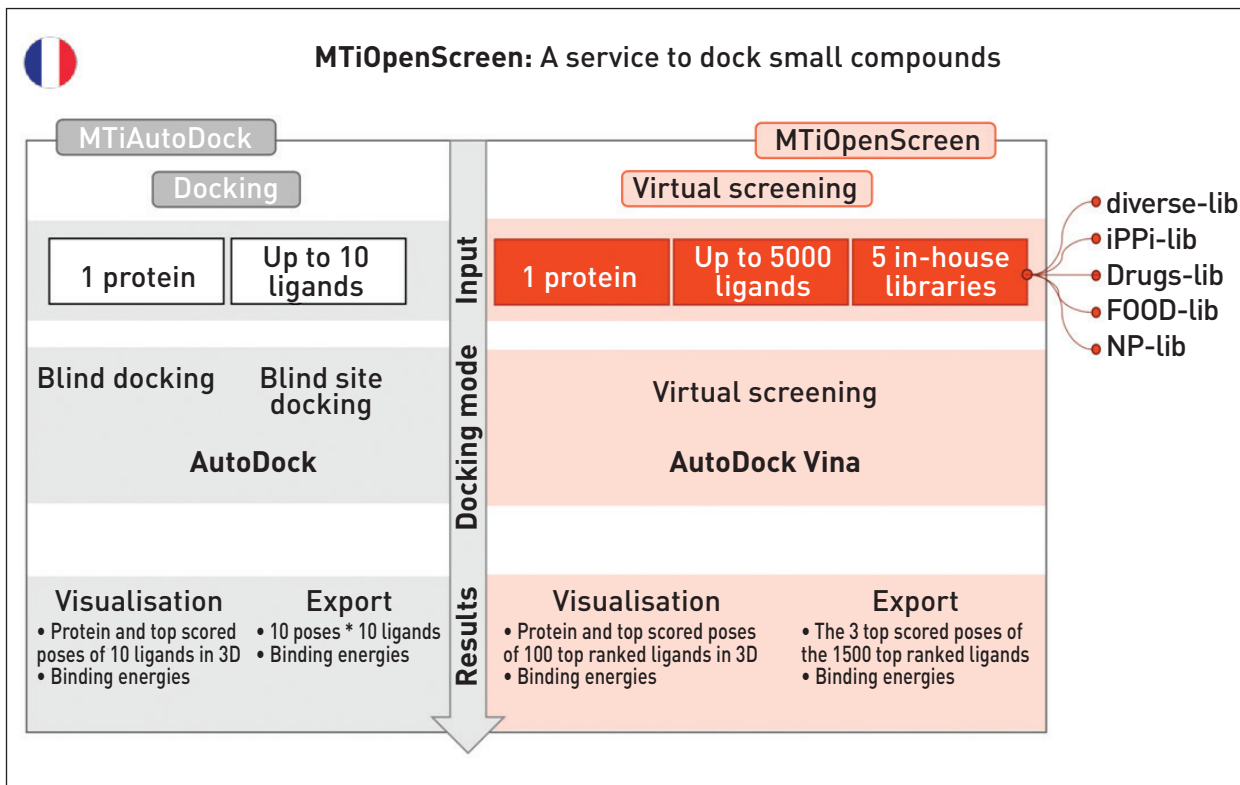 MTiOpenScreen: A service to dock small compounds
MTiAutoDock
Docking
1 protein
Up to 10
ligands
Blind docking
Blind site
docking
AutoDock
Visualisation
• Protein and top scored
poses of 10 ligands in 3D
• Binding energies
Export
• 10 poses * 10 ligands
• Binding energies
Input
Docking mode
Results
MTiOpenScreen
Virtual screening
1 protein
Up to 5000
ligands
5 in-house
libraries
diverse-lib
iPPi-lib
Drugs-lib
FOOD-lib
NP-lib
Virtual screening
AutoDock Vina
Visualisation
• Protein and top scored poses
of 100 top ranked ligands in 3D
• Binding energies
Export
• The 3 top scored poses of
the 1500 top ranked ligands
• Binding energies